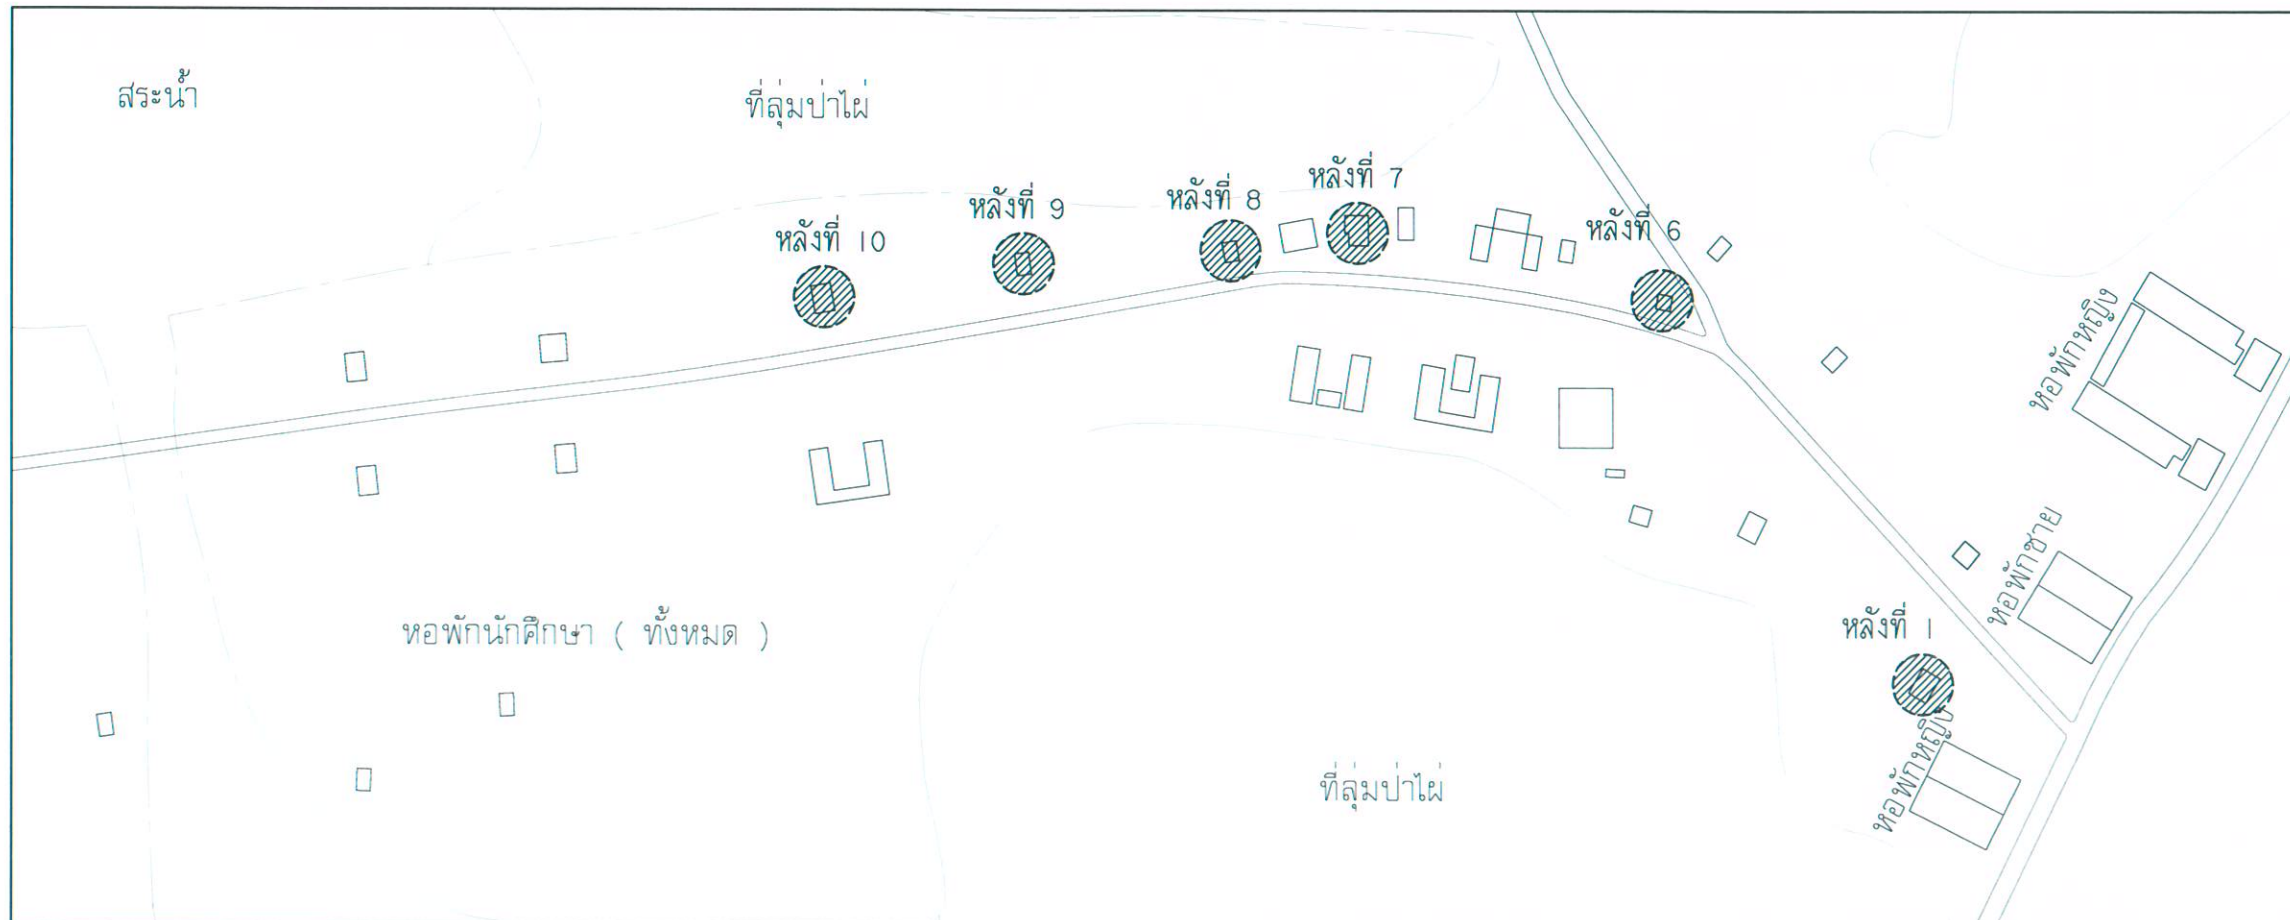 สระน้ำ
ที่ลุ่มป่าไผ่
หลังที่ 7
หลังที่ 8
หลังที่ 9
หลังที่ 6
หลังที่ 10
หอพักหญิง
หอพักชาย
หอพักนักศึกษา ( ทั้งหมด )
หลังที่ 1
หอพักหญิง
ที่ลุ่มป่าไผ่